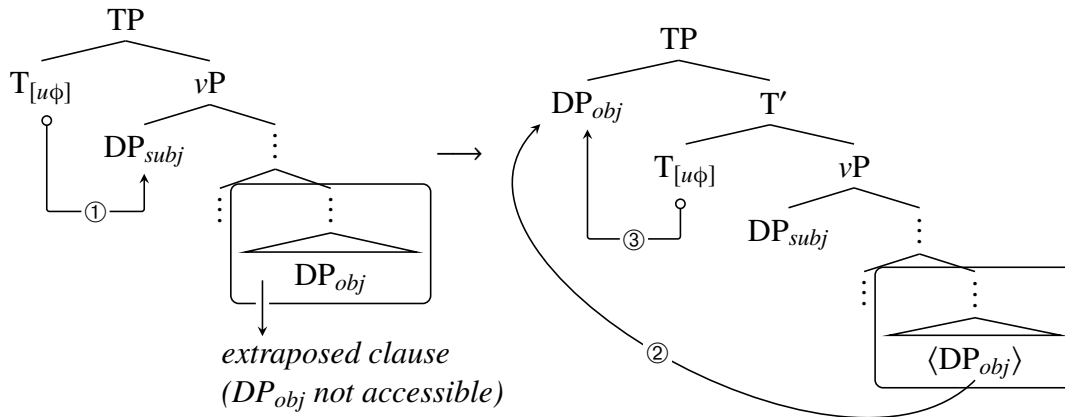 TP
T[uϕ] vP
DPsubj ⋮
①
⋮ ⋮
DPobj
extraposed clause
(DPobj not accessible)
⟶
TP
DPobj T′
T[uϕ] vP
③
DPsubj ⋮
⋮ ⋮
②
⟨DPobj⟩